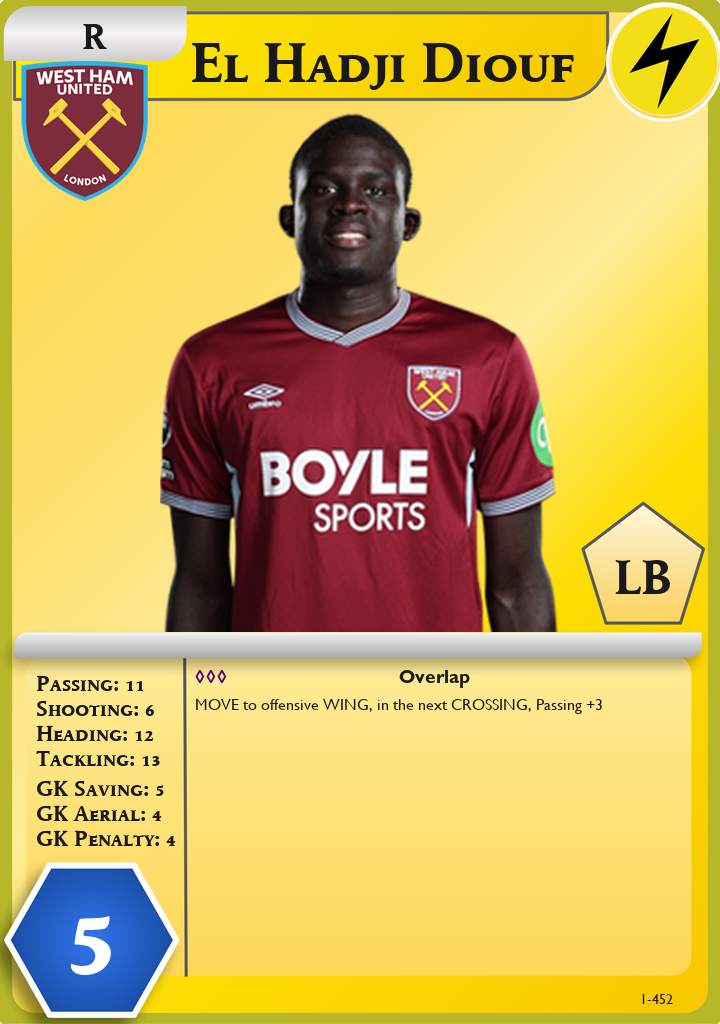 R
El Hadji Diouf
WEST HAM
UNITED
LONDON
umbro
BOYLE
SPORTS
LB
Passing: 11
Shooting: 6
Heading: 12
Tackling: 13
GK Saving: 5
GK Aerial: 4
GK Penalty: 4
Overlap
MOVE to offensive WING, in the next CROSSING, Passing +3
5
1-452